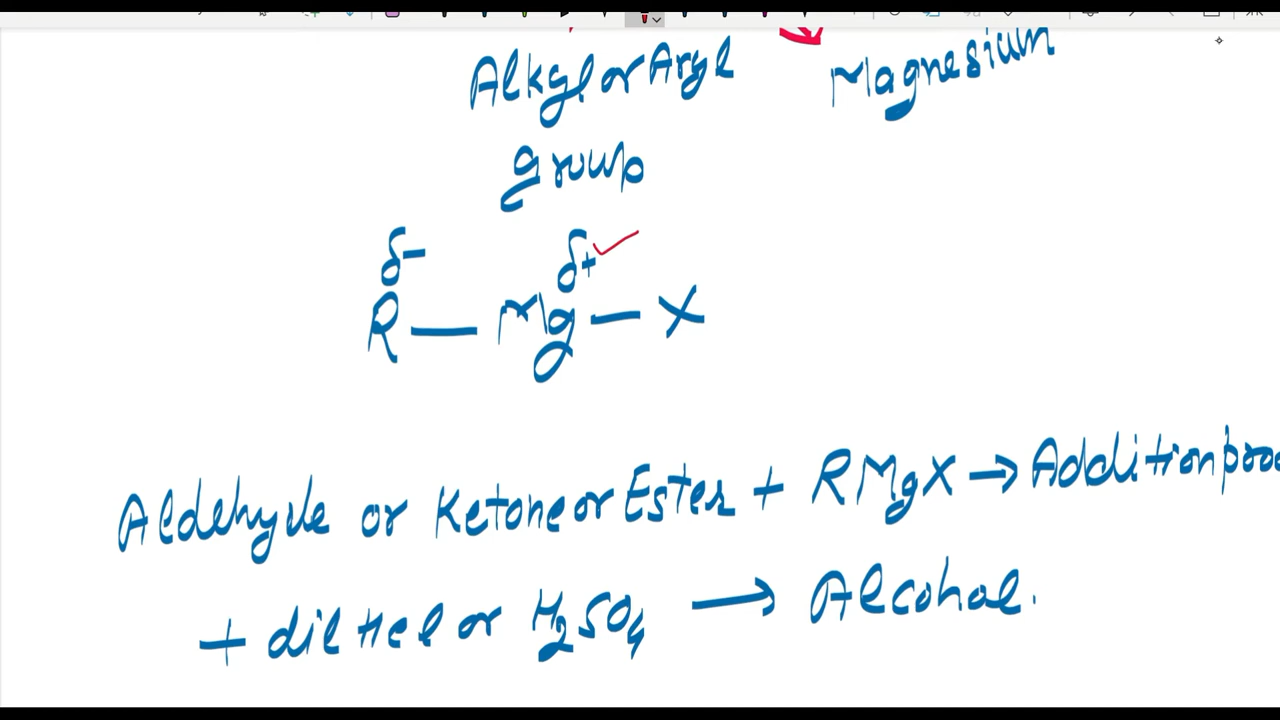 Alkyl or Aryl Magnesium
group
δ- δ+
R — Mg — X
Aldehyde or Ketone or Ester + RMgX → Addition
+ dil HCl or H2SO4 → Alcohol.